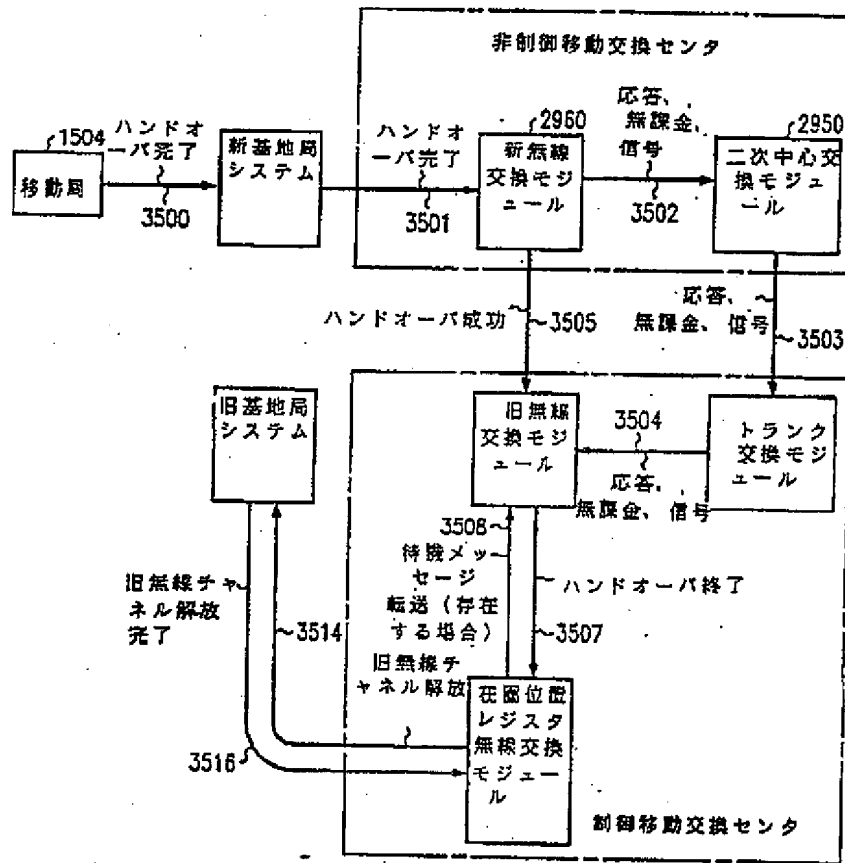 非制御移動交換センタ
1504
移動局
ハンドオ
ーバ完了
3500
新基地局
システム
ハンドオ
ーバ完了
3501
2960
新無線
交換モジ
ュール
応答、
無課金、
信号
3502
2950
二次中心交
換モジュ
ール
ハンドオーバ成功
3505
応答、
無課金、信号
3503
旧基地局
システム
旧無線
交換モジ
ュール
3504
応答、
無課金、信号
トランク
交換モジ
ュール
3508
待機メッ
セージ
転送(存在
する場合)
ハンドオーバ終了
3507
旧無線チャ
ネル解放
完了
3514
旧無線チ
ャネル解放
3516
在圏位置
レジスタ
無線交換
モジュー
ル
制御移動交換センタ